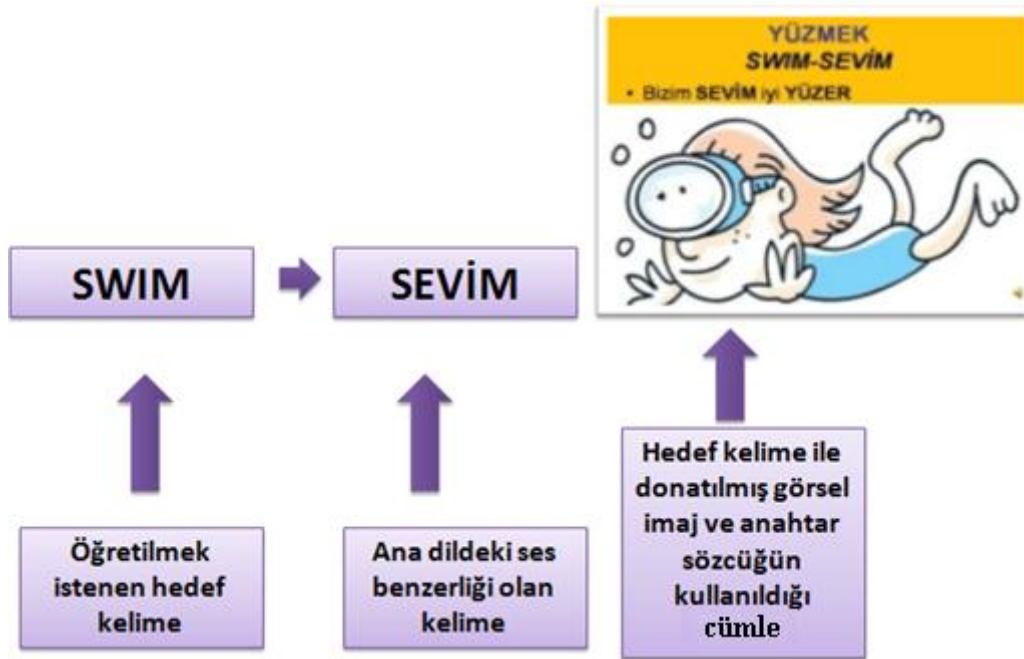 YÜZMEK
SWIM-SEVİM
• Bizim SEVİM iyi YÜZER
SWIM
SEVİM
Öğretilmek
istenen hedef
kelime
Ana dildeki ses
benzerliği olan
kelime
Hedef kelime ile
donatılmış görsel
imaj ve anahtar
sözcüğün
kullanıldığı
cümle